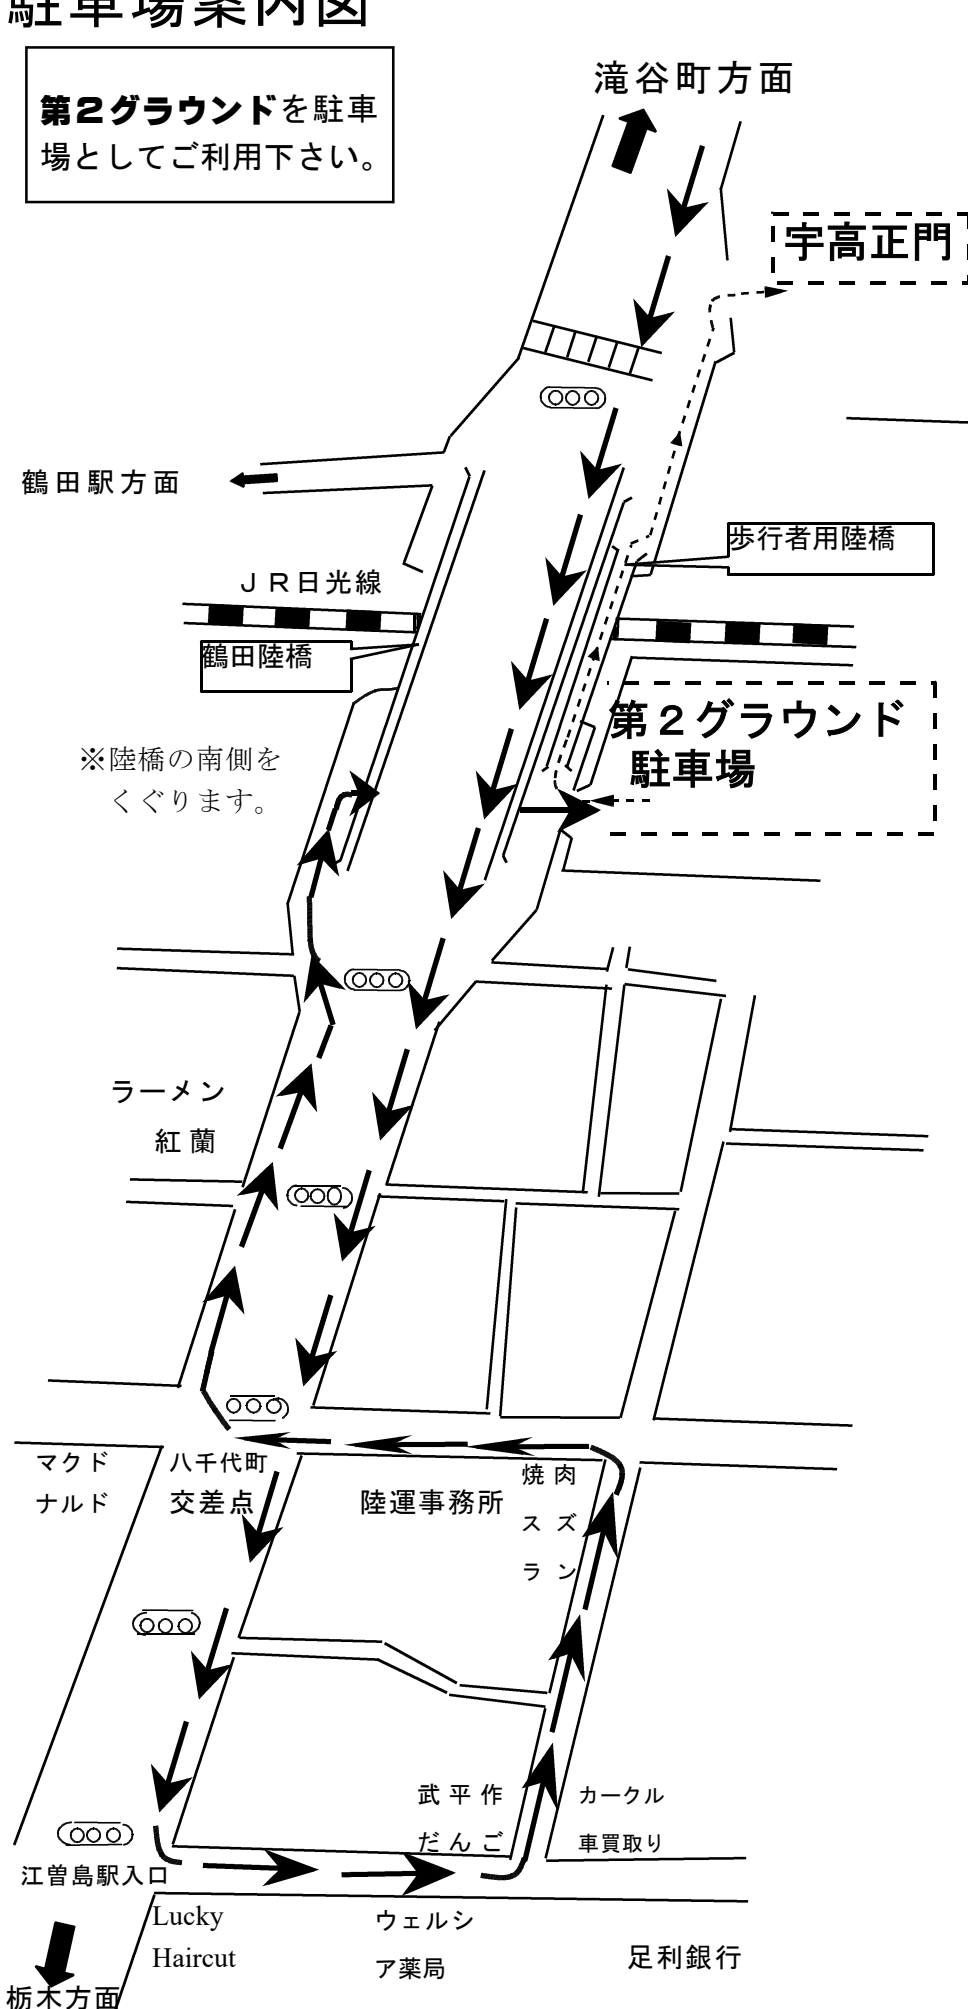 駐車場案内図
第2グラウンドを駐車
場としてご利用下さい。
滝谷町方面
宇高正門
鶴田駅方面
歩行者用陸橋
ＪＲ日光線
鶴田陸橋
第２グラウンド
駐車場
※陸橋の南側を
くぐります。
ラーメン
紅蘭
マクド
ナルド
八千代町
交差点
陸運事務所
焼肉
スズ
ラン
武平作
だんご
カークル
車買取り
江曽島駅入口
Lucky
Haircut
ウェルシ
ア薬局
足利銀行
栃木方面